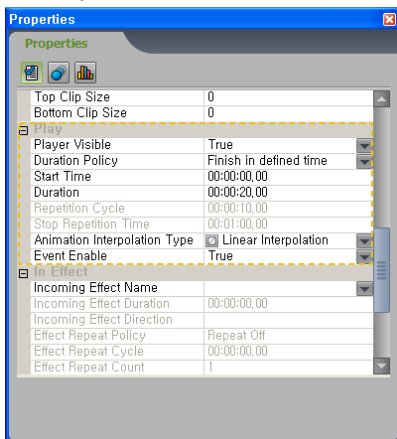 Properties
Properties
Top Clip Size 0
Bottom Clip Size 0
Play
Player Visible True
Duration Policy Finish in defined time
Start Time 00:00:00,00
Duration 00:00:20,00
Repetition Cycle 00:00:10,00
Stop Repetition Time 00:01:00,00
Animation Interpolation Type Linear Interpolation
Event Enable True
In Effect
Incoming Effect Name
Incoming Effect Duration 00:00:00,00
Incoming Effect Direction
Effect Repeat Policy Repeat Off
Effect Repeat Cycle 00:00:00,00
Effect Repeat Count 1